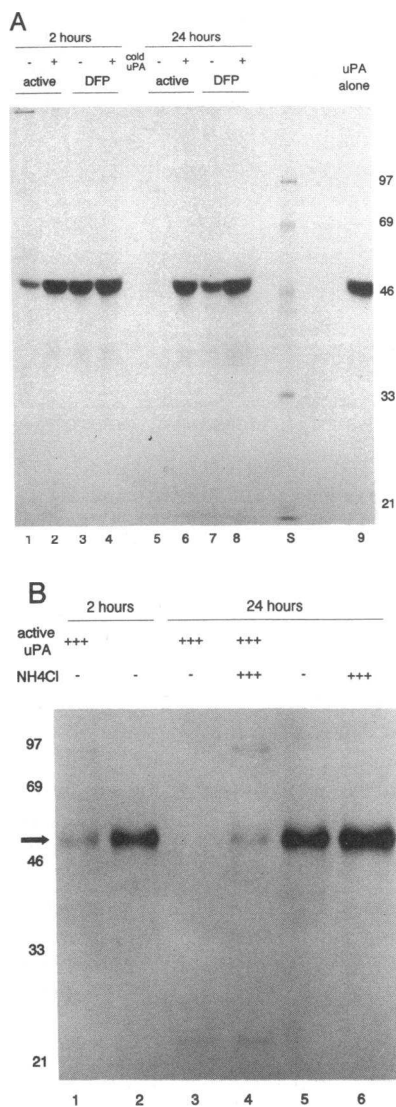 A
2 hours
24 hours
- + - + cold uPA - + - +
active DFP active DFP
uPA alone
97
69
46
33
21
1 2 3 4 5 6 7 8 S 9
B
2 hours 24 hours
active uPA +++ +++ +++
NH4Cl - - - +++ - +++
97
69
46
33
21
1 2 3 4 5 6